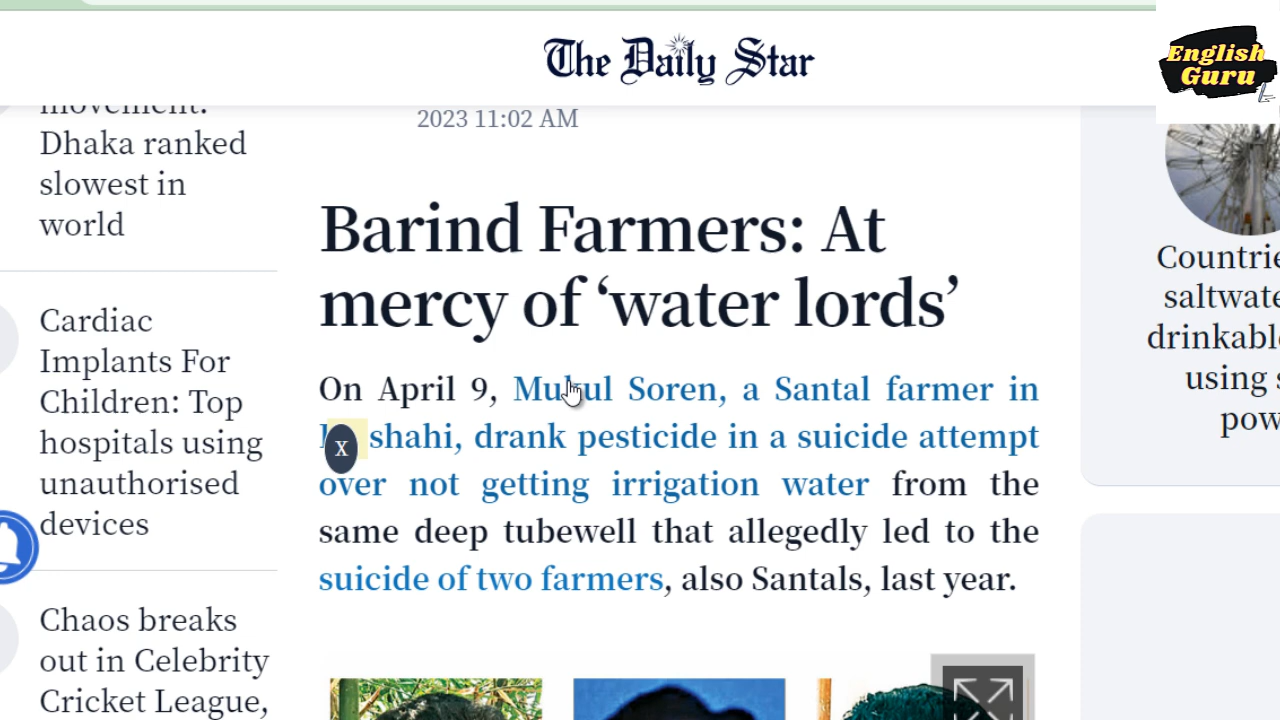 The Daily Star
English
Guru
movement:
Dhaka ranked
slowest in
world
Cardiac
Implants For
Children: Top
hospitals using
unauthorised
devices
Chaos breaks
out in Celebrity
Cricket League,
2023 11:02 AM
Barind Farmers: At
mercy of ‘water lords’
On April 9, Mukul Soren, a Santal farmer in
x shahi, drank pesticide in a suicide attempt
over not getting irrigation water from the
same deep tubewell that allegedly led to the
suicide of two farmers, also Santals, last year.
Countrie
saltwate
drinkabl
using s
pow